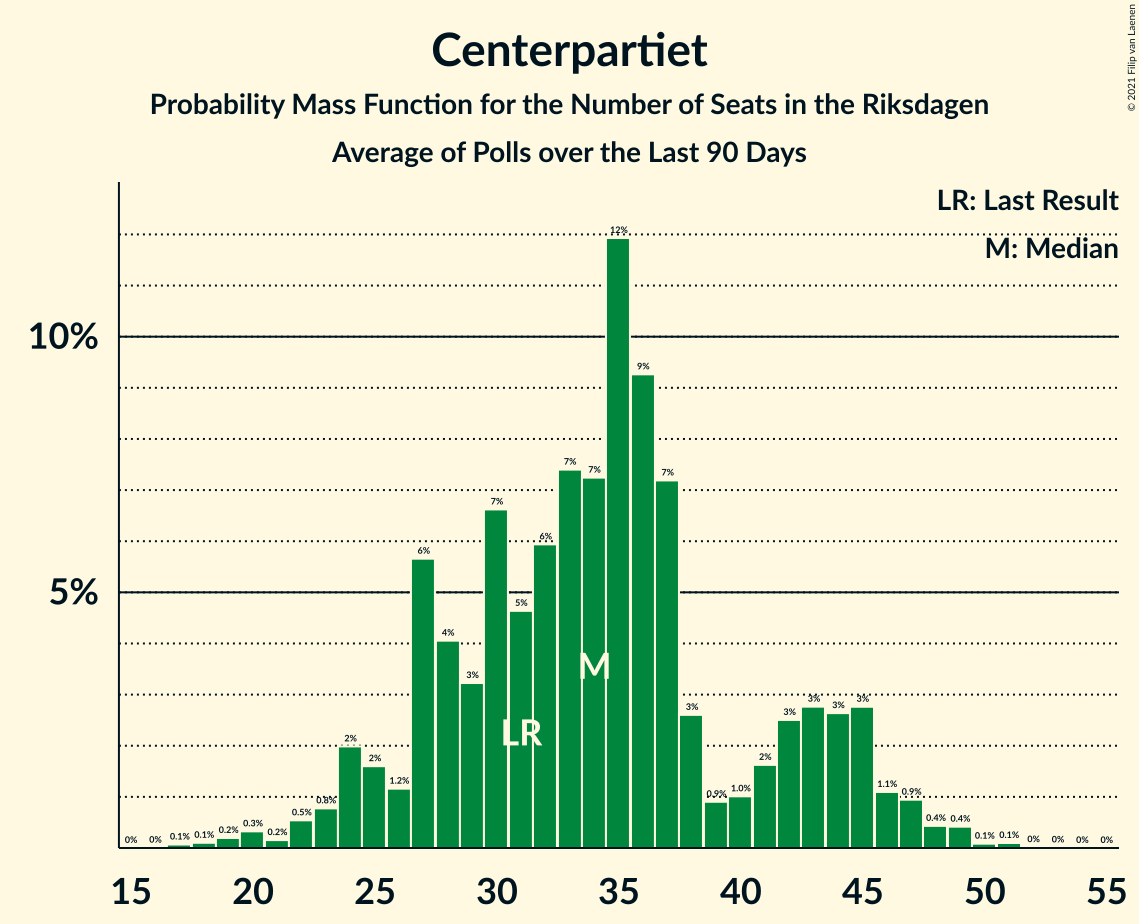 Centerpartiet
Probability Mass Function for the Number of Seats in the Riksdagen
Average of Polls over the Last 90 Days
© 2021 Filip van Laenen
LR: Last Result
M: Median
10%
5%
0% 0% 0.1% 0.1% 0.2% 0.3% 0.2% 0.5% 0.8% 2% 2% 1.2% 6% 4% 3% 7% 5% 6% 7% 7% 12% 9% 7% 3% 0.9% 1.0% 2% 3% 3% 3% 3% 1.1% 0.9% 0.4% 0.4% 0.1% 0.1% 0% 0% 0% 0%
M
LR
15 20 25 30 35 40 45 50 55